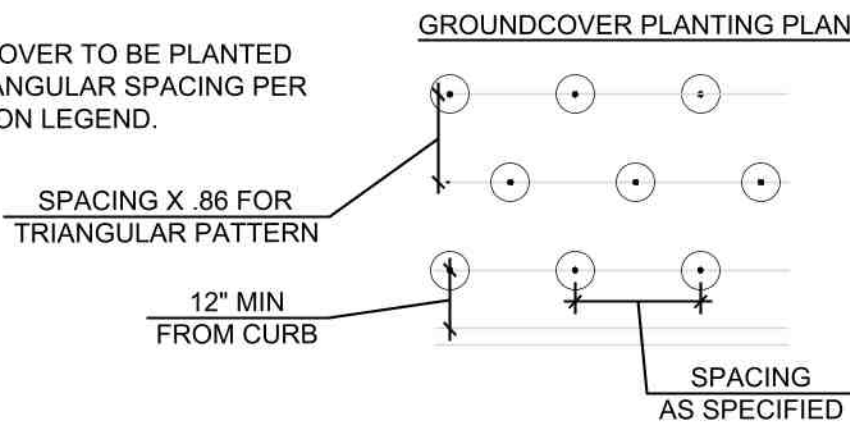 GROUNDCOVER PLANTING PLAN
OVER TO BE PLANTED
ANGULAR SPACING PER
ON LEGEND.
SPACING X .86 FOR
TRIANGULAR PATTERN
12" MIN
FROM CURB
SPACING
AS SPECIFIED